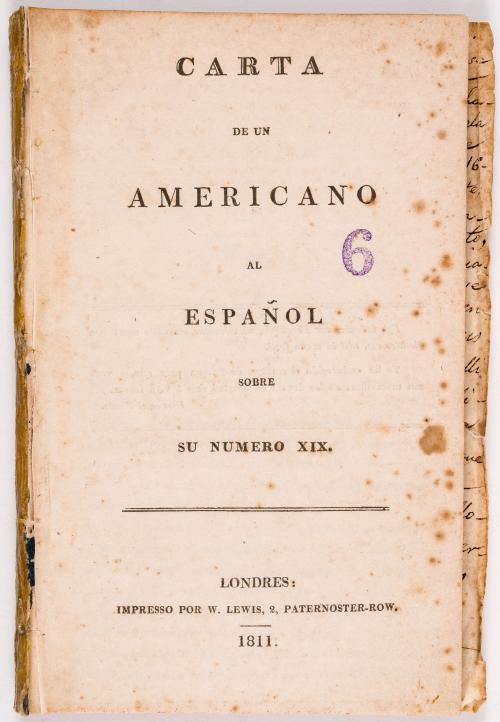 CARTA
DE UN
AMERICANO
AL
6
ESPAÑOL
SOBRE
SU NUMERO XIX.
LONDRES:
IMPRESSO POR W. LEWIS, 2, PATERNOSTER-ROW.
1811.